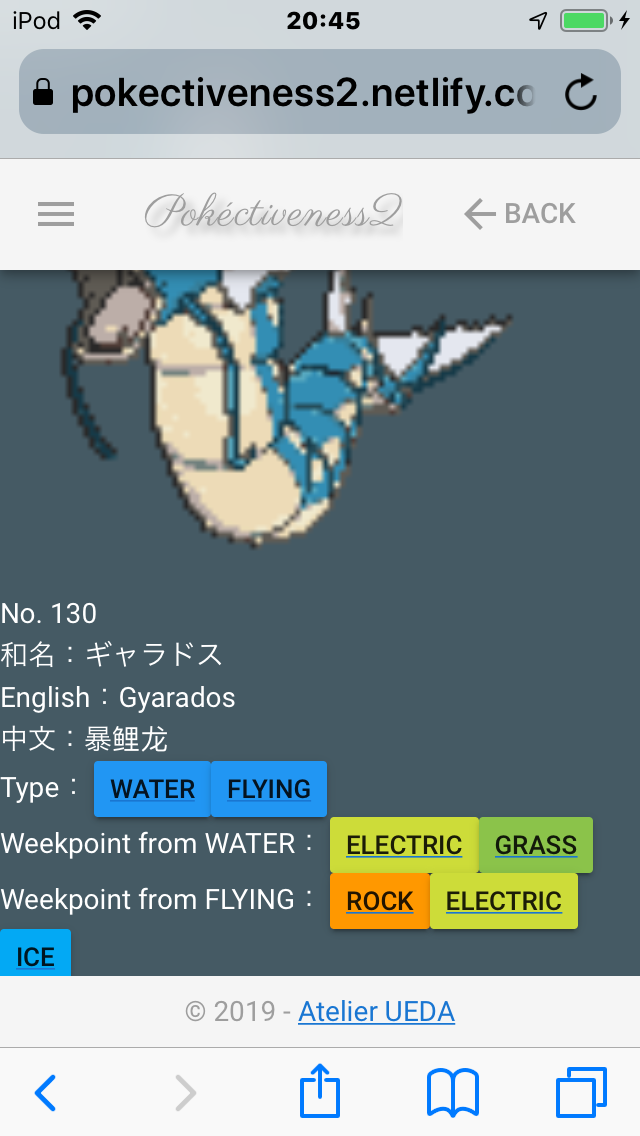 iPod 20:45
pokectiveness2.netlify.co
Pokéctiveness2 BACK
No. 130
和名：ギャラドス
English：Gyarados
中文：暴鲤龙
Type： WATER FLYING
Weekpoint from WATER： ELECTRIC GRASS
Weekpoint from FLYING： ROCK ELECTRIC
ICE
© 2019 - Atelier UEDA